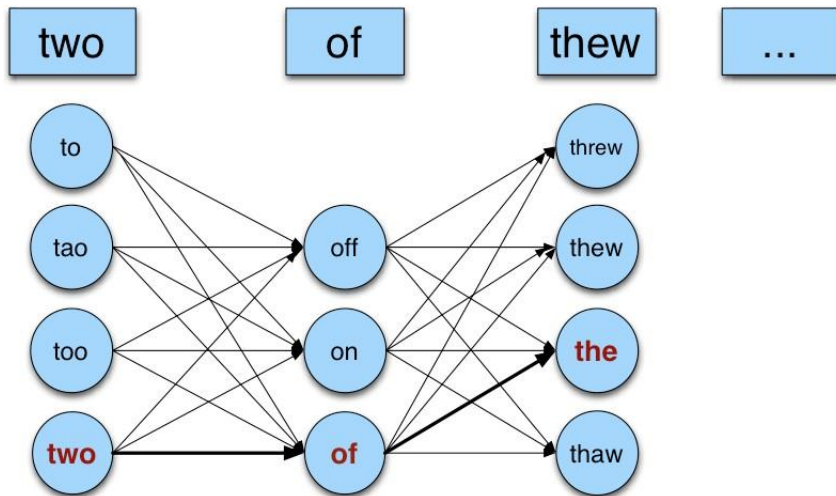 two of thew ...
to threw
tao off thew
too on the
two of thaw